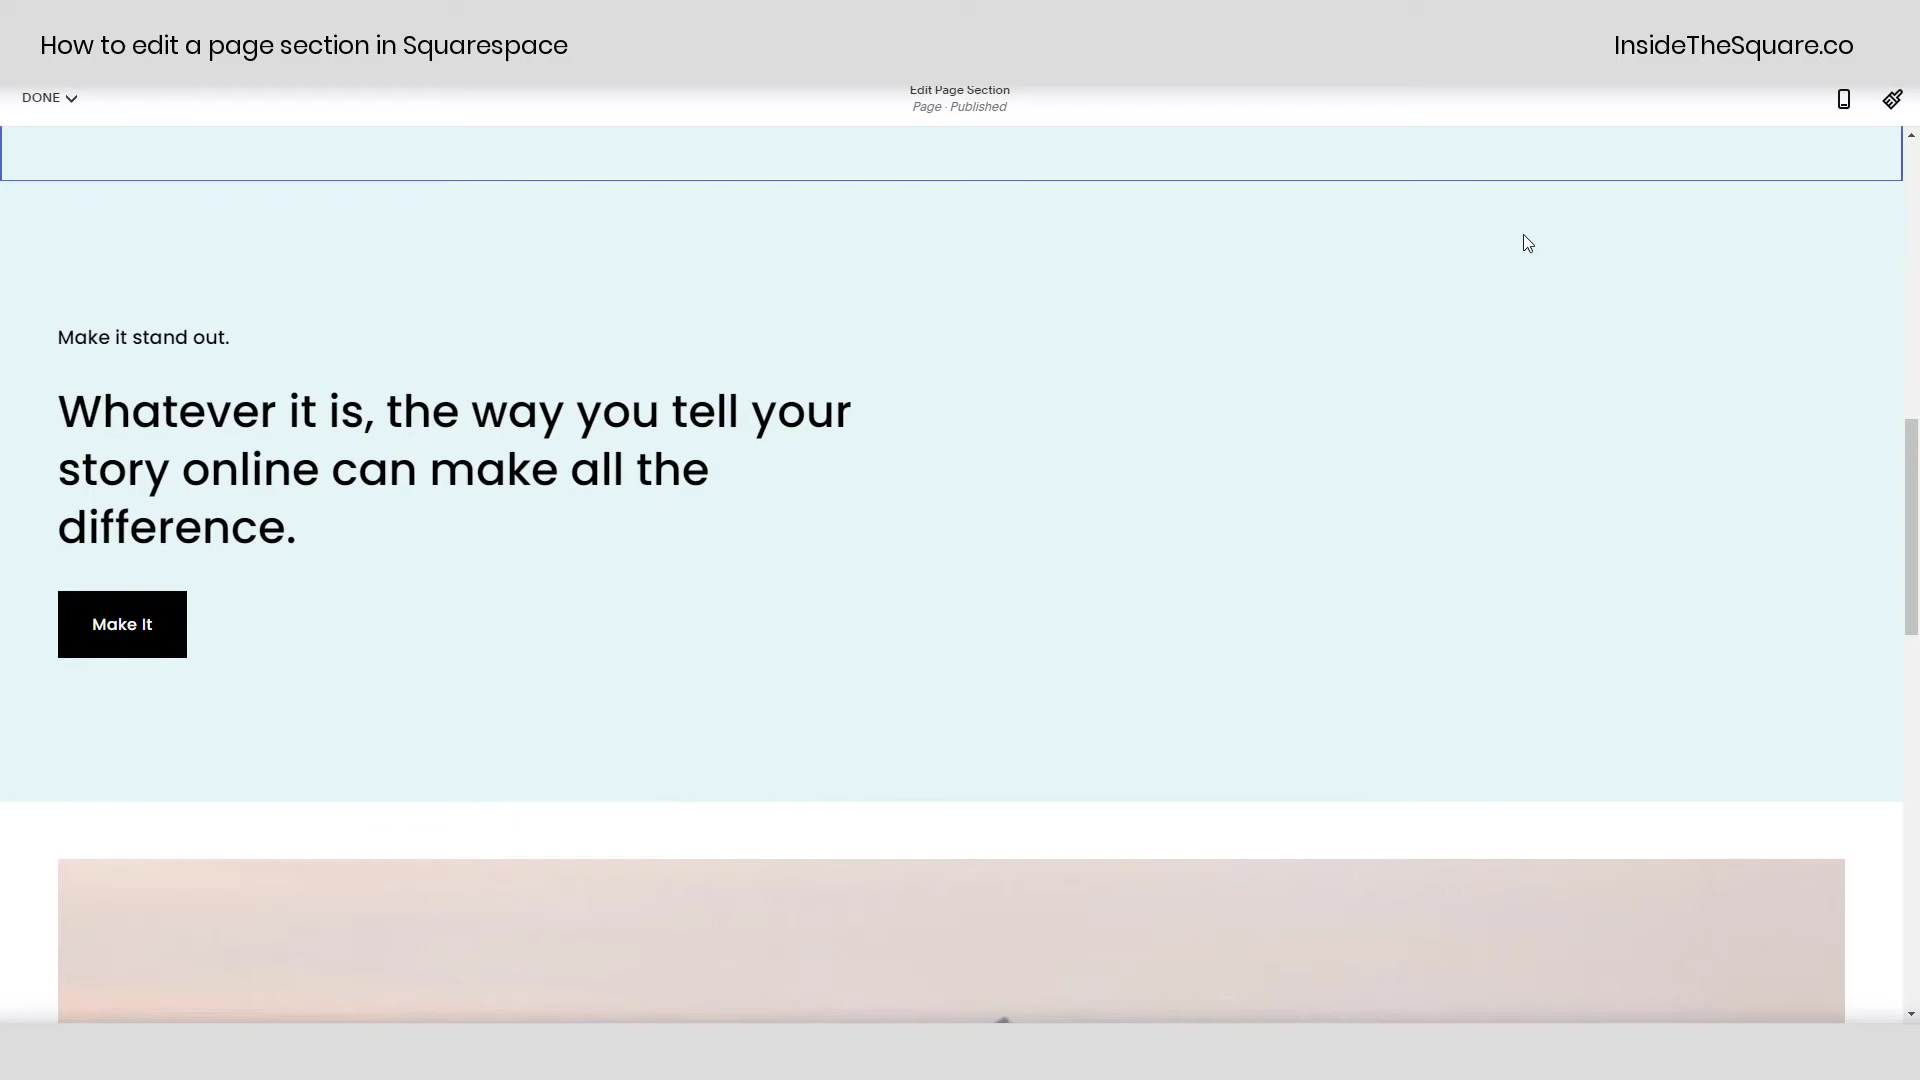 How to edit a page section in Squarespace
InsideTheSquare.co
DONE
Edit Page Section
Page · Published
Make it stand out.
Whatever it is, the way you tell your
story online can make all the
difference.
Make It